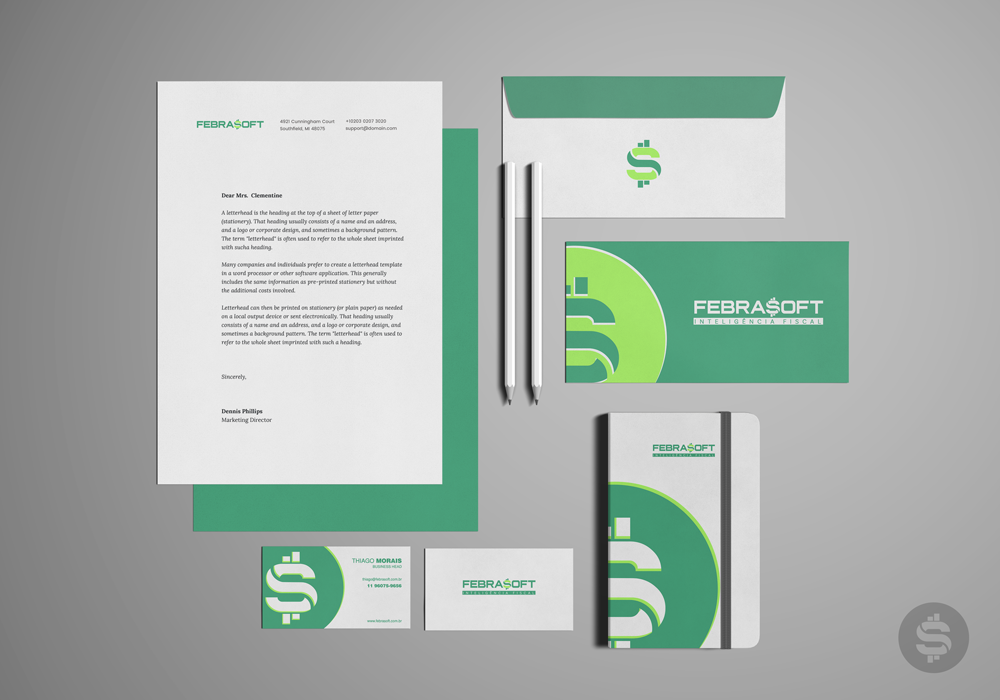 FEBRA$OFT
4921 Cunningham Court
Southfield, MI 48075
+(0)203 0207 3020
support@domain.com
Dear Mrs. Clementine
A letterhead is the heading at the top of a sheet of letter paper
(stationery). That heading usually consists of a name and an address,
and a logo or corporate design, and sometimes a background pattern.
The term "letterhead" is often used to refer to the whole sheet imprinted
with sucha heading.
Many companies and individuals prefer to create a letterhead template
in a word processor or other software application. This generally
includes the same information as pre-printed stationery but without
the additional costs involved.
Letterhead can then be printed on stationery (or plain paper) as needed
on a local output device or sent electronically. That heading usually
consists of a name and an address, and a logo or corporate design, and
sometimes a background pattern. The term "letterhead" is often used to
refer to the whole sheet imprinted with such a heading.
Sincerely,
Dennis Phillips
Marketing Director
FEBRA$OFT
INTELIGÊNCIA FISCAL
FEBRA$OFT
INTELIGÊNCIA FISCAL
THIAGO MORAIS
BUSINESS HEAD
thiago@febrasoft.com.br
www.febrasoft.com.br
FEBRA$OFT
INTELIGÊNCIA FISCAL